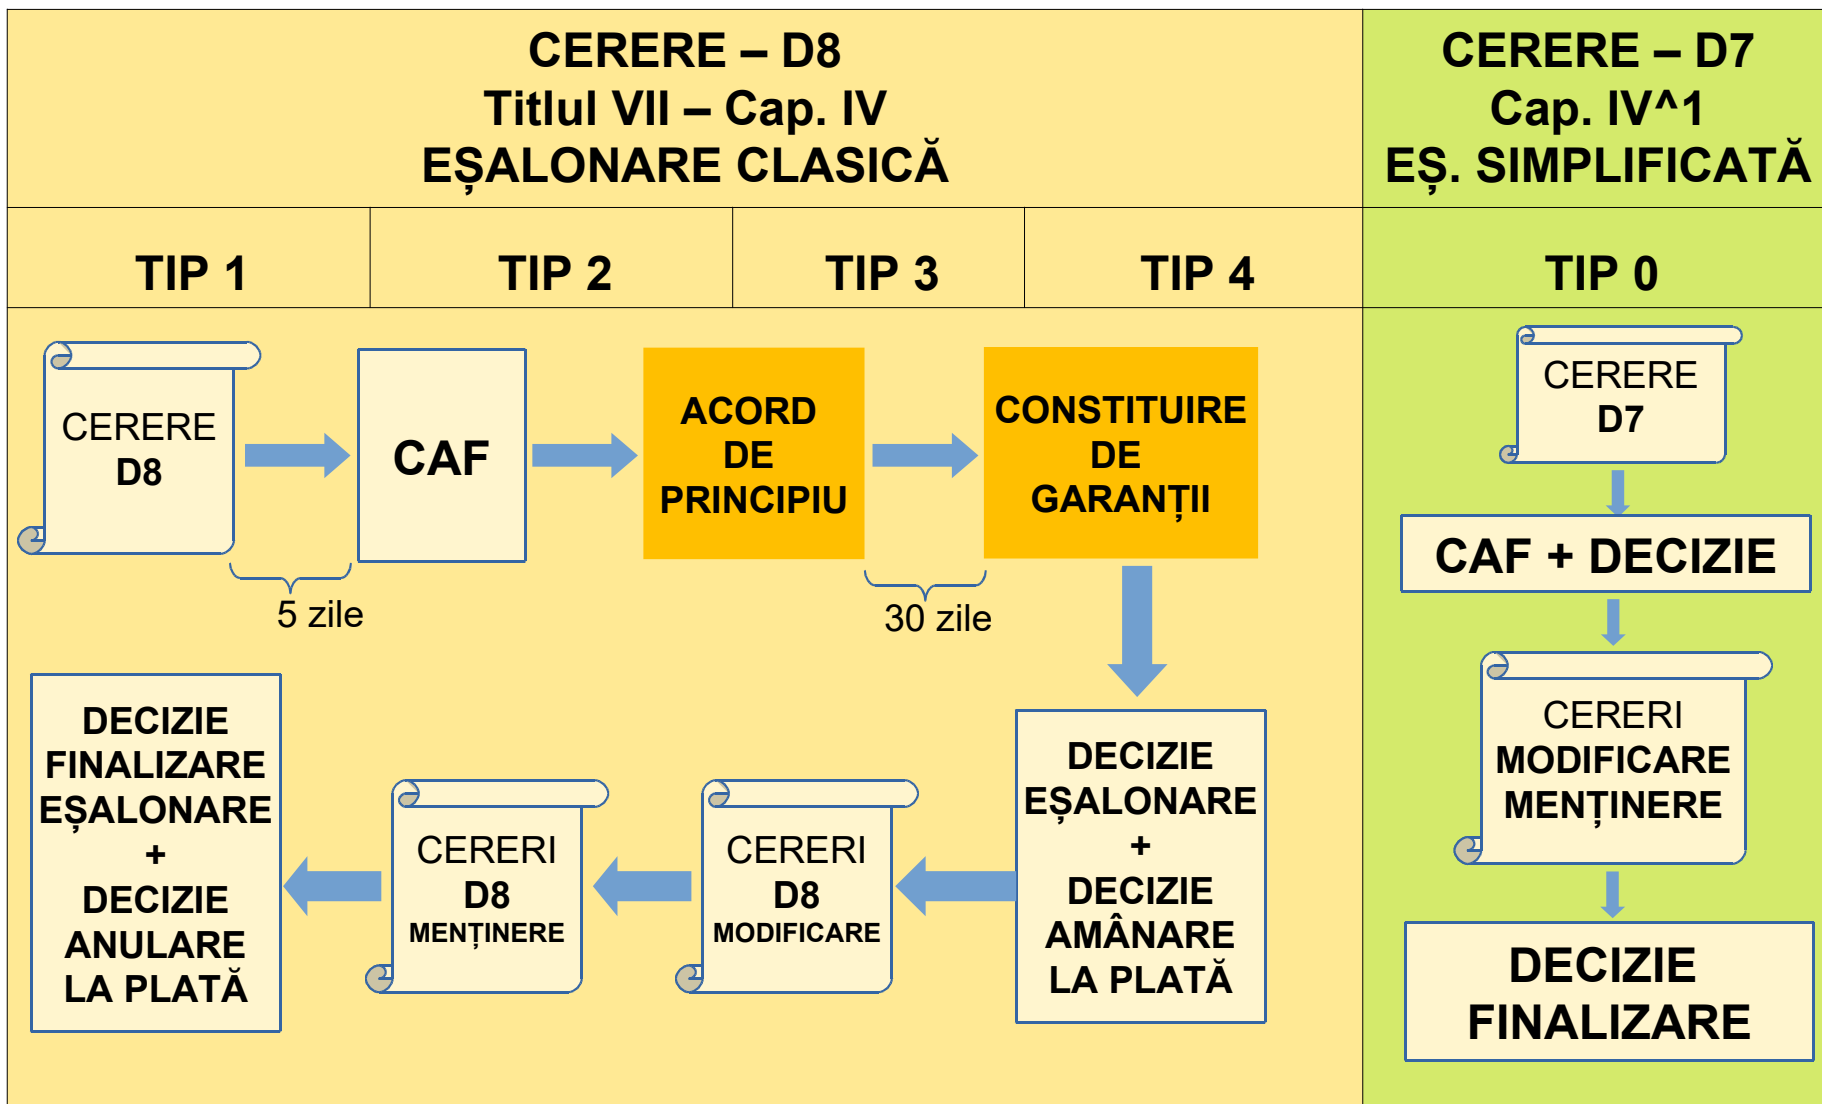 CERERE – D8
Titlul VII – Cap. IV
EȘALONARE CLASICĂ
CERERE – D7
Cap. IV^1
EȘ. SIMPLIFICATĂ
TIP 1
TIP 2
TIP 3
TIP 4
TIP 0
CERERE
D8
5 zile
CAF
ACORD
DE
PRINCIPIU
30 zile
CONSTITUIRE
DE
GARANȚII
DECIZIE
EȘALONARE
+
DECIZIE
AMÂNARE
LA PLATĂ
CERERI
D8
MODIFICARE
CERERI
D8
MENȚINERE
DECIZIE
FINALIZARE
EȘALONARE
+
DECIZIE
ANULARE
LA PLATĂ
CERERE
D7
CAF + DECIZIE
CERERI
MODIFICARE
MENȚINERE
DECIZIE
FINALIZARE